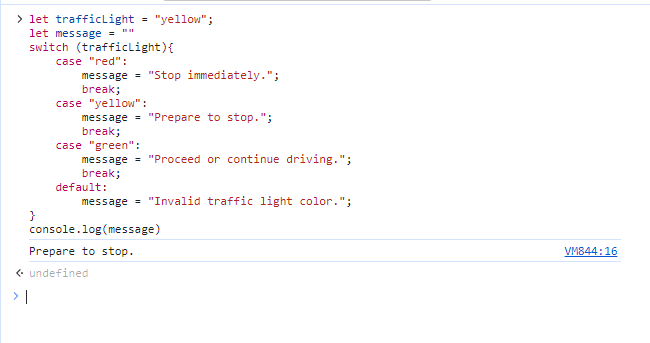 let trafficLight = "yellow";
let message = ""
switch (trafficLight){
    case "red":
        message = "Stop immediately.";
        break;
    case "yellow":
        message = "Prepare to stop.";
        break;
    case "green":
        message = "Proceed or continue driving.";
        break;
    default:
        message = "Invalid traffic light color.";
}
console.log(message)
Prepare to stop. VM844:16
undefined